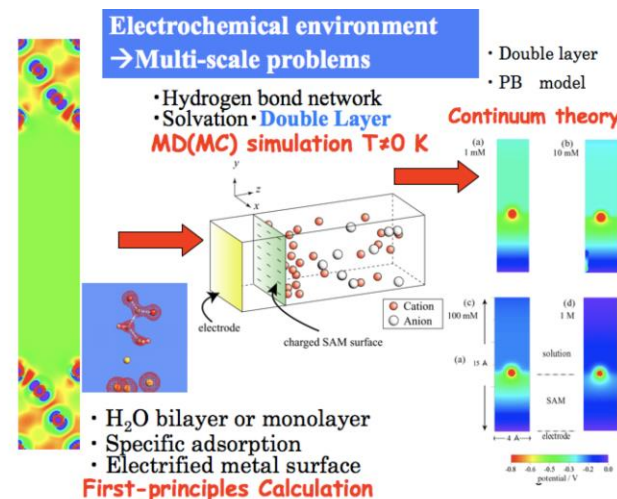 Electrochemical environment
→Multi-scale problems
・Hydrogen bond network
・Solvation・Double Layer
MD(MC) simulation T≠0 K
・Double layer
・PB model
Continuum theory
y
z
x
electrode
charged SAM surface
Cation
Anion
(a)
1 mM
(b)
10 mM
(c)
100 mM
(d)
1 M
(a)
15 A
solution
SAM
electrode
4 A
-0.8 -0.6 -0.5 -0.3 -0.1 0.0
potential / V
・H₂O bilayer or monolayer
・Specific adsorption
・Electrified metal surface
First-principles Calculation